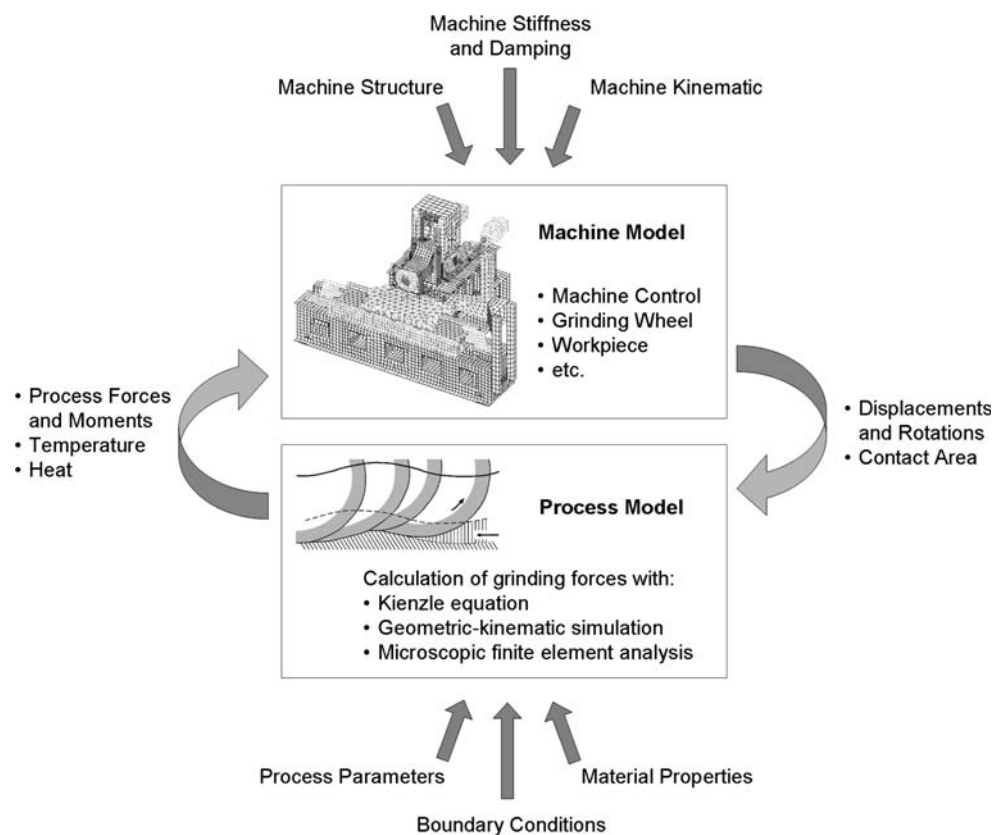 Machine Stiffness
and Damping
Machine Structure
Machine Kinematic
Machine Model
• Machine Control
• Grinding Wheel
• Workpiece
• etc.
• Process Forces
and Moments
• Temperature
• Heat
• Displacements
and Rotations
• Contact Area
Process Model
Calculation of grinding forces with:
• Kienzle equation
• Geometric-kinematic simulation
• Microscopic finite element analysis
Process Parameters
Material Properties
Boundary Conditions